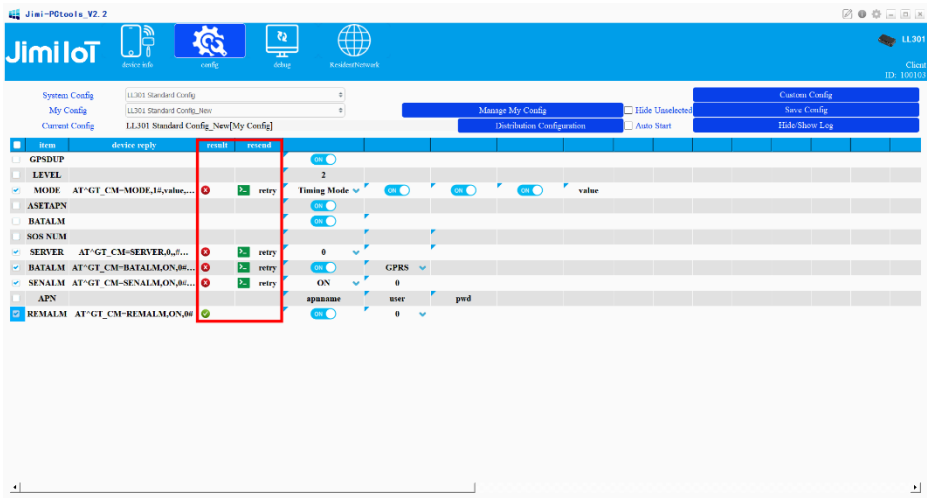 Jimi-PCtools_V2.2
JimiIoT
device info
config
debug
ResidentNetwork
LL301
Client
ID: 100103
System Config LL301 Standard Config Custom Config
My Config LL301 Standard Config_New Manage My Config Hide Unselected Save Config
Current Config LL301 Standard Config_New[My Config] Distribution Configuration Auto Start Hide/Show Log
item device reply result resend
GPSDUP ON
LEVEL 2
MODE AT^GT_CM=MODE,1#,value,... retry Timing Mode ON ON ON value
ASETAPN ON
BATALM ON
SOS NUM
SERVER AT^GT_CM=SERVER,0,,#... retry 0
BATALM AT^GT_CM=BATALM,ON,0#... retry ON GPRS
SENALM AT^GT_CM=SENALM,ON,0#... retry ON 0
APN apnname user pwd
REMALM AT^GT_CM=REMALM,ON,0# ON 0